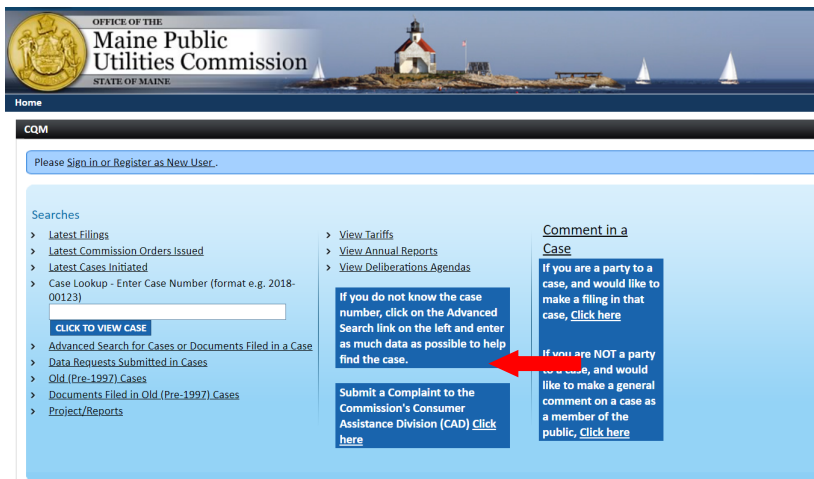 OFFICE OF THE
Maine Public
Utilities Commission
STATE OF MAINE
Home
CQM
Please Sign in or Register as New User .
Searches
Latest Filings
Latest Commission Orders Issued
Latest Cases Initiated
Case Lookup - Enter Case Number (format e.g. 2018-
00123)
CLICK TO VIEW CASE
Advanced Search for Cases or Documents Filed in a Case
Data Requests Submitted in Cases
Old (Pre-1997) Cases
Documents Filed in Old (Pre-1997) Cases
Project/Reports
View Tariffs
View Annual Reports
View Deliberations Agendas
If you do not know the case
number, click on the Advanced
Search link on the left and enter
as much data as possible to help
find the case.
Submit a Complaint to the
Commission's Consumer
Assistance Division (CAD) Click
here
Comment in a
Case
If you are a party to a
case, and would like to
make a filing in that
case, Click here
If you are NOT a party
to a case, and would
like to make a general
comment on a case as
a member of the
public, Click here